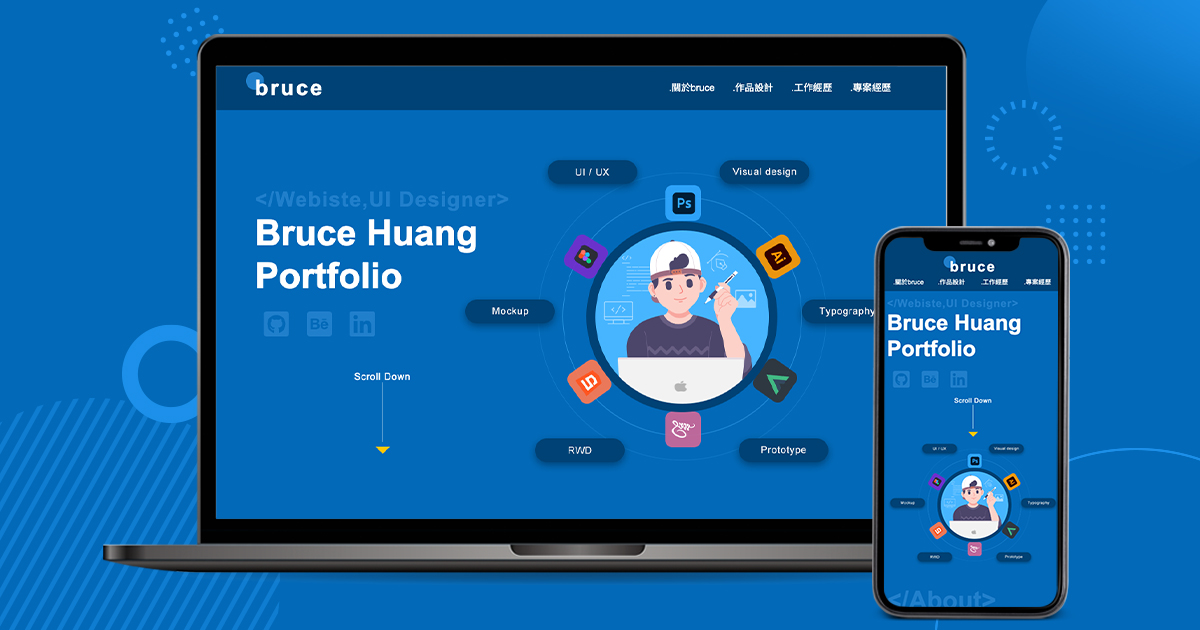 bruce
.關於bruce .作品設計 .工作經歷 .專案經歷
</Webiste,UI Designer>
Bruce Huang
Portfolio
Bē
in
Scroll Down
UI / UX
Visual design
Ps
Ai
Mockup
</>
Typography
RWD
Prototype
bruce
.關於bruce .作品設計 .工作經歷 .專案經歷
</Webiste,UI Designer>
Bruce Huang
Portfolio
Bē
in
Scroll Down
UI / UX
Visual design
Ps
Ai
Mockup
Typography
RWD
Prototype
</About>